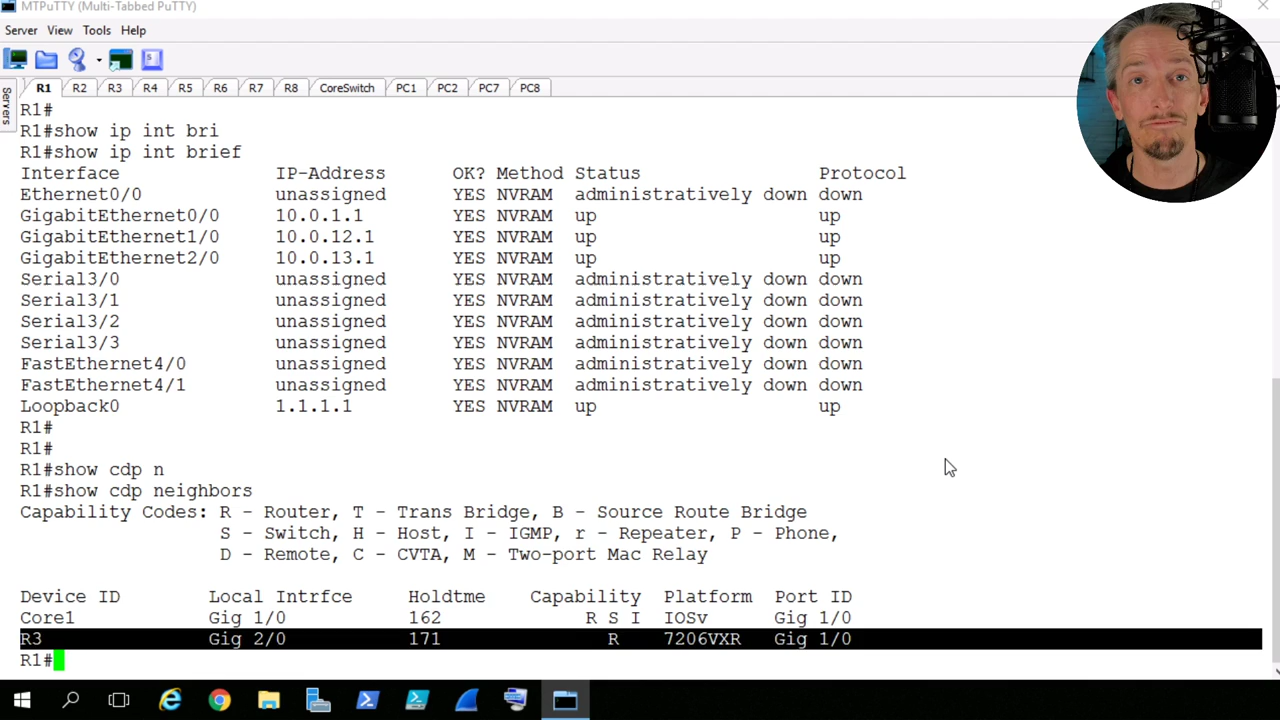 MTPuTTY (Multi-Tabbed PuTTY)
Server View Tools Help
Servers
R1 R2 R3 R4 R5 R6 R7 R8 CoreSwitch PC1 PC2 PC7 PC8
R1#
R1#show ip int bri
R1#show ip int brief
Interface IP-Address OK? Method Status Protocol
Ethernet0/0 unassigned YES NVRAM administratively down down
GigabitEthernet0/0 10.0.1.1 YES NVRAM up up
GigabitEthernet1/0 10.0.12.1 YES NVRAM up up
GigabitEthernet2/0 10.0.13.1 YES NVRAM up up
Serial3/0 unassigned YES NVRAM administratively down down
Serial3/1 unassigned YES NVRAM administratively down down
Serial3/2 unassigned YES NVRAM administratively down down
Serial3/3 unassigned YES NVRAM administratively down down
FastEthernet4/0 unassigned YES NVRAM administratively down down
FastEthernet4/1 unassigned YES NVRAM administratively down down
Loopback0 1.1.1.1 YES NVRAM up up
R1#
R1#
R1#show cdp n
R1#show cdp neighbors
Capability Codes: R - Router, T - Trans Bridge, B - Source Route Bridge
S - Switch, H - Host, I - IGMP, r - Repeater, P - Phone,
D - Remote, C - CVTA, M - Two-port Mac Relay
Device ID Local Intrfce Holdtme Capability Platform Port ID
Core1 Gig 1/0 162 R S I IOSv Gig 1/0
R3 Gig 2/0 171 R 7206VXR Gig 1/0
R1#